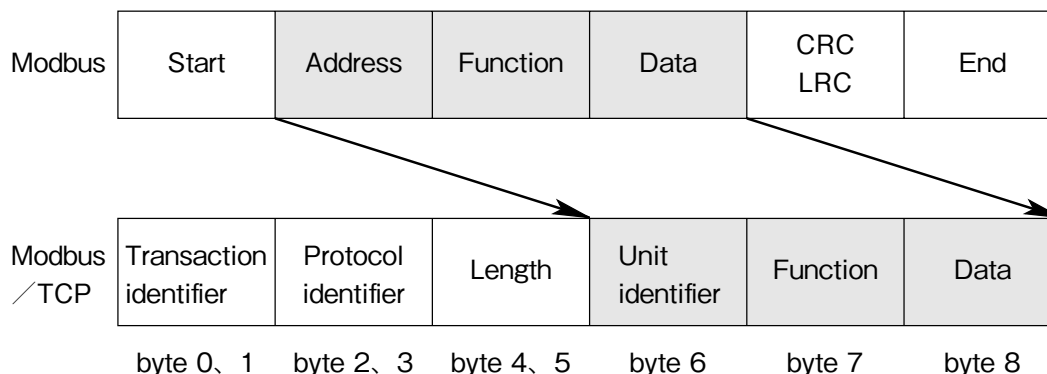 Modbus
Start
Address
Function
Data
CRC
LRC
End
Modbus
／TCP
Transaction
identifier
Protocol
identifier
Length
Unit
identifier
Function
Data
byte 0、1
byte 2、3
byte 4、5
byte 6
byte 7
byte 8